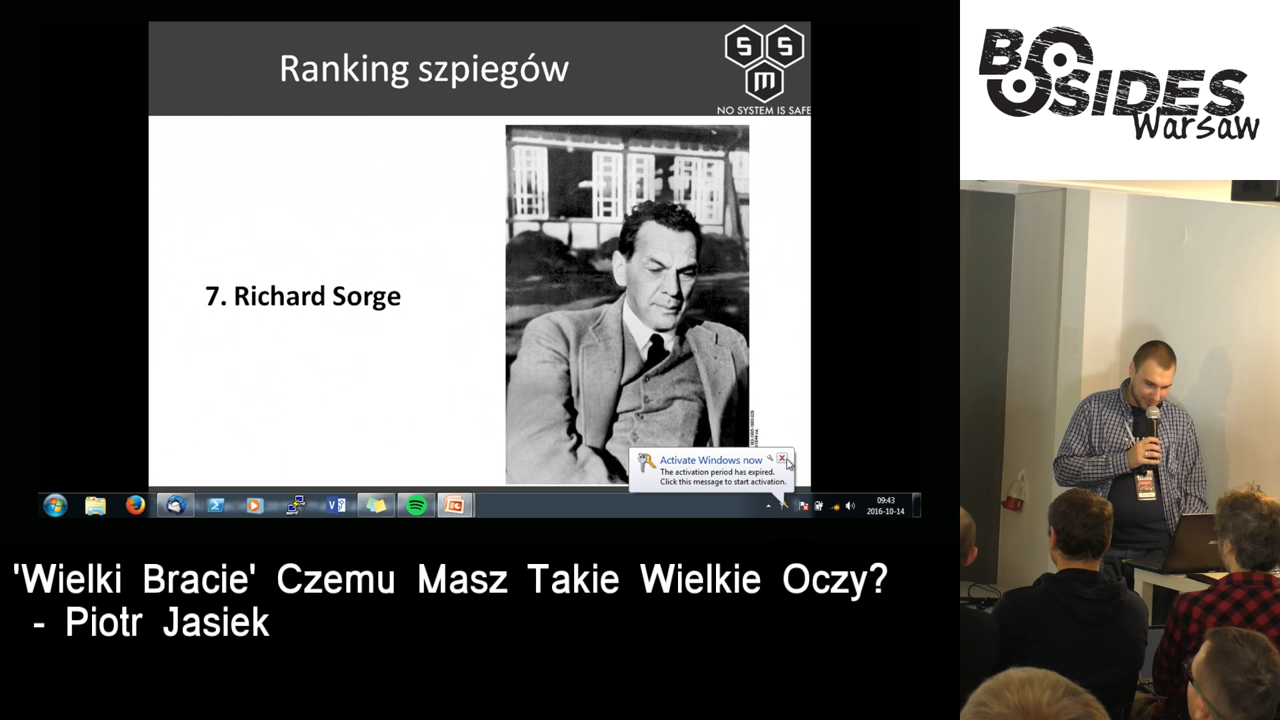 Ranking szpiegów
S S
m
NO SYSTEM IS SAFE
7. Richard Sorge
Activate Windows now
The activation period has expired.
Click this message to start activation.
09:43
2016-10-14
BSIDES
Warsaw
'Wielki Bracie' Czemu Masz Takie Wielkie Oczy?
- Piotr Jasiek